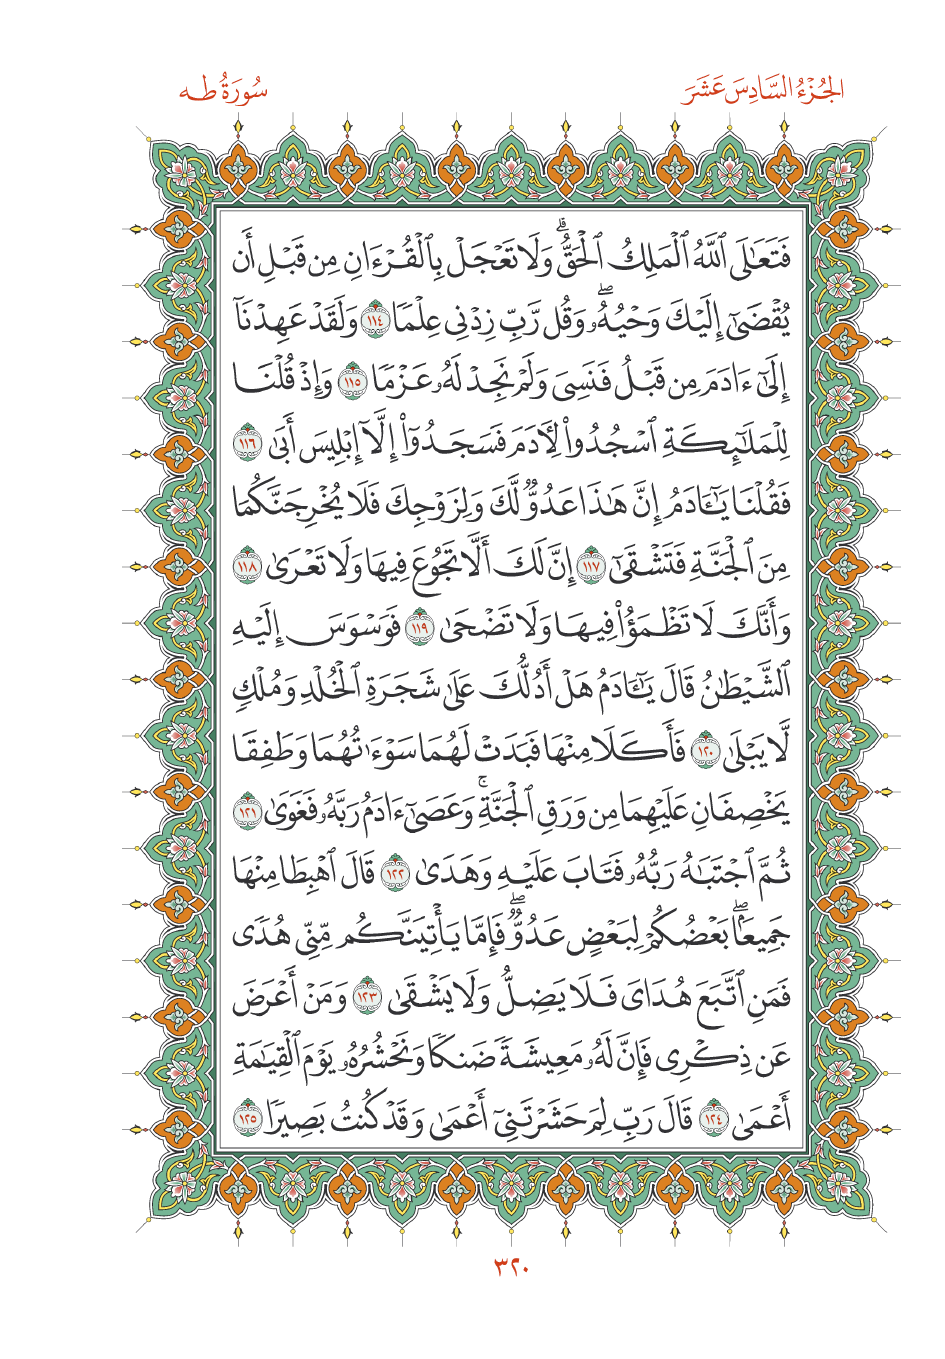 الجُزْءُ السَّادِسَ عَشَرَ
سُورَةُ طه
فَتَعَٰلَى ٱللَّهُ ٱلْمَلِكُ ٱلْحَقُّۗ وَلَا تَعْجَلْ بِٱلْقُرْءَانِ مِن قَبْلِ أَن
يُقْضَىٰٓ إِلَيْكَ وَحْيُهُۥۖ وَقُل رَّبِّ زِدْنِى عِلْمًا ١١٤ وَلَقَدْ عَهِدْنَآ
إِلَىٰٓ ءَادَمَ مِن قَبْلُ فَنَسِىَ وَلَمْ نَجِدْ لَهُۥ عَزْمًا ١١٥ وَإِذْ قُلْنَا
لِلْمَلَٰٓئِكَةِ ٱسْجُدُوا۟ لِءَادَمَ فَسَجَدُوٓا۟ إِلَّآ إِبْلِيسَ أَبَىٰ ١١٦
فَقُلْنَا يَٰٓـَٔادَمُ إِنَّ هَٰذَا عَدُوٌّ لَّكَ وَلِزَوْجِكَ فَلَا يُخْرِجَنَّكُمَا
مِنَ ٱلْجَنَّةِ فَتَشْقَىٰٓ ١١٧ إِنَّ لَكَ أَلَّا تَجُوعَ فِيهَا وَلَا تَعْرَىٰ ١١٨
وَأَنَّكَ لَا تَظْمَؤُا۟ فِيهَا وَلَا تَضْحَىٰ ١١٩ فَوَسْوَسَ إِلَيْهِ
ٱلشَّيْطَٰنُ قَالَ يَٰٓـَٔادَمُ هَلْ أَدُلُّكَ عَلَىٰ شَجَرَةِ ٱلْخُلْدِ وَمُلْكٍ
لَّا يَبْلَىٰ ١٢٠ فَأَكَلَا مِنْهَا فَبَدَتْ لَهُمَا سَوْءَٰتُهُمَا وَطَفِقَا
يَخْصِفَانِ عَلَيْهِمَا مِن وَرَقِ ٱلْجَنَّةِۚ وَعَصَىٰٓ ءَادَمُ رَبَّهُۥ فَغَوَىٰ ١٢١
ثُمَّ ٱجْتَبَٰهُ رَبُّهُۥ فَتَابَ عَلَيْهِ وَهَدَىٰ ١٢٢ قَالَ ٱهْبِطَا مِنْهَا
جَمِيعًۢاۖ بَعْضُكُمْ لِبَعْضٍ عَدُوٌّۖ فَإِمَّا يَأْتِيَنَّكُم مِّنِّى هُدًى
فَمَنِ ٱتَّبَعَ هُدَاىَ فَلَا يَضِلُّ وَلَا يَشْقَىٰ ١٢٣ وَمَنْ أَعْرَضَ
عَن ذِكْرِى فَإِنَّ لَهُۥ مَعِيشَةً ضَنكًا وَنَحْشُرُهُۥ يَوْمَ ٱلْقِيَٰمَةِ
أَعْمَىٰ ١٢٤ قَالَ رَبِّ لِمَ حَشَرْتَنِىٓ أَعْمَىٰ وَقَدْ كُنتُ بَصِيرًا ١٢٥
٣٢٠